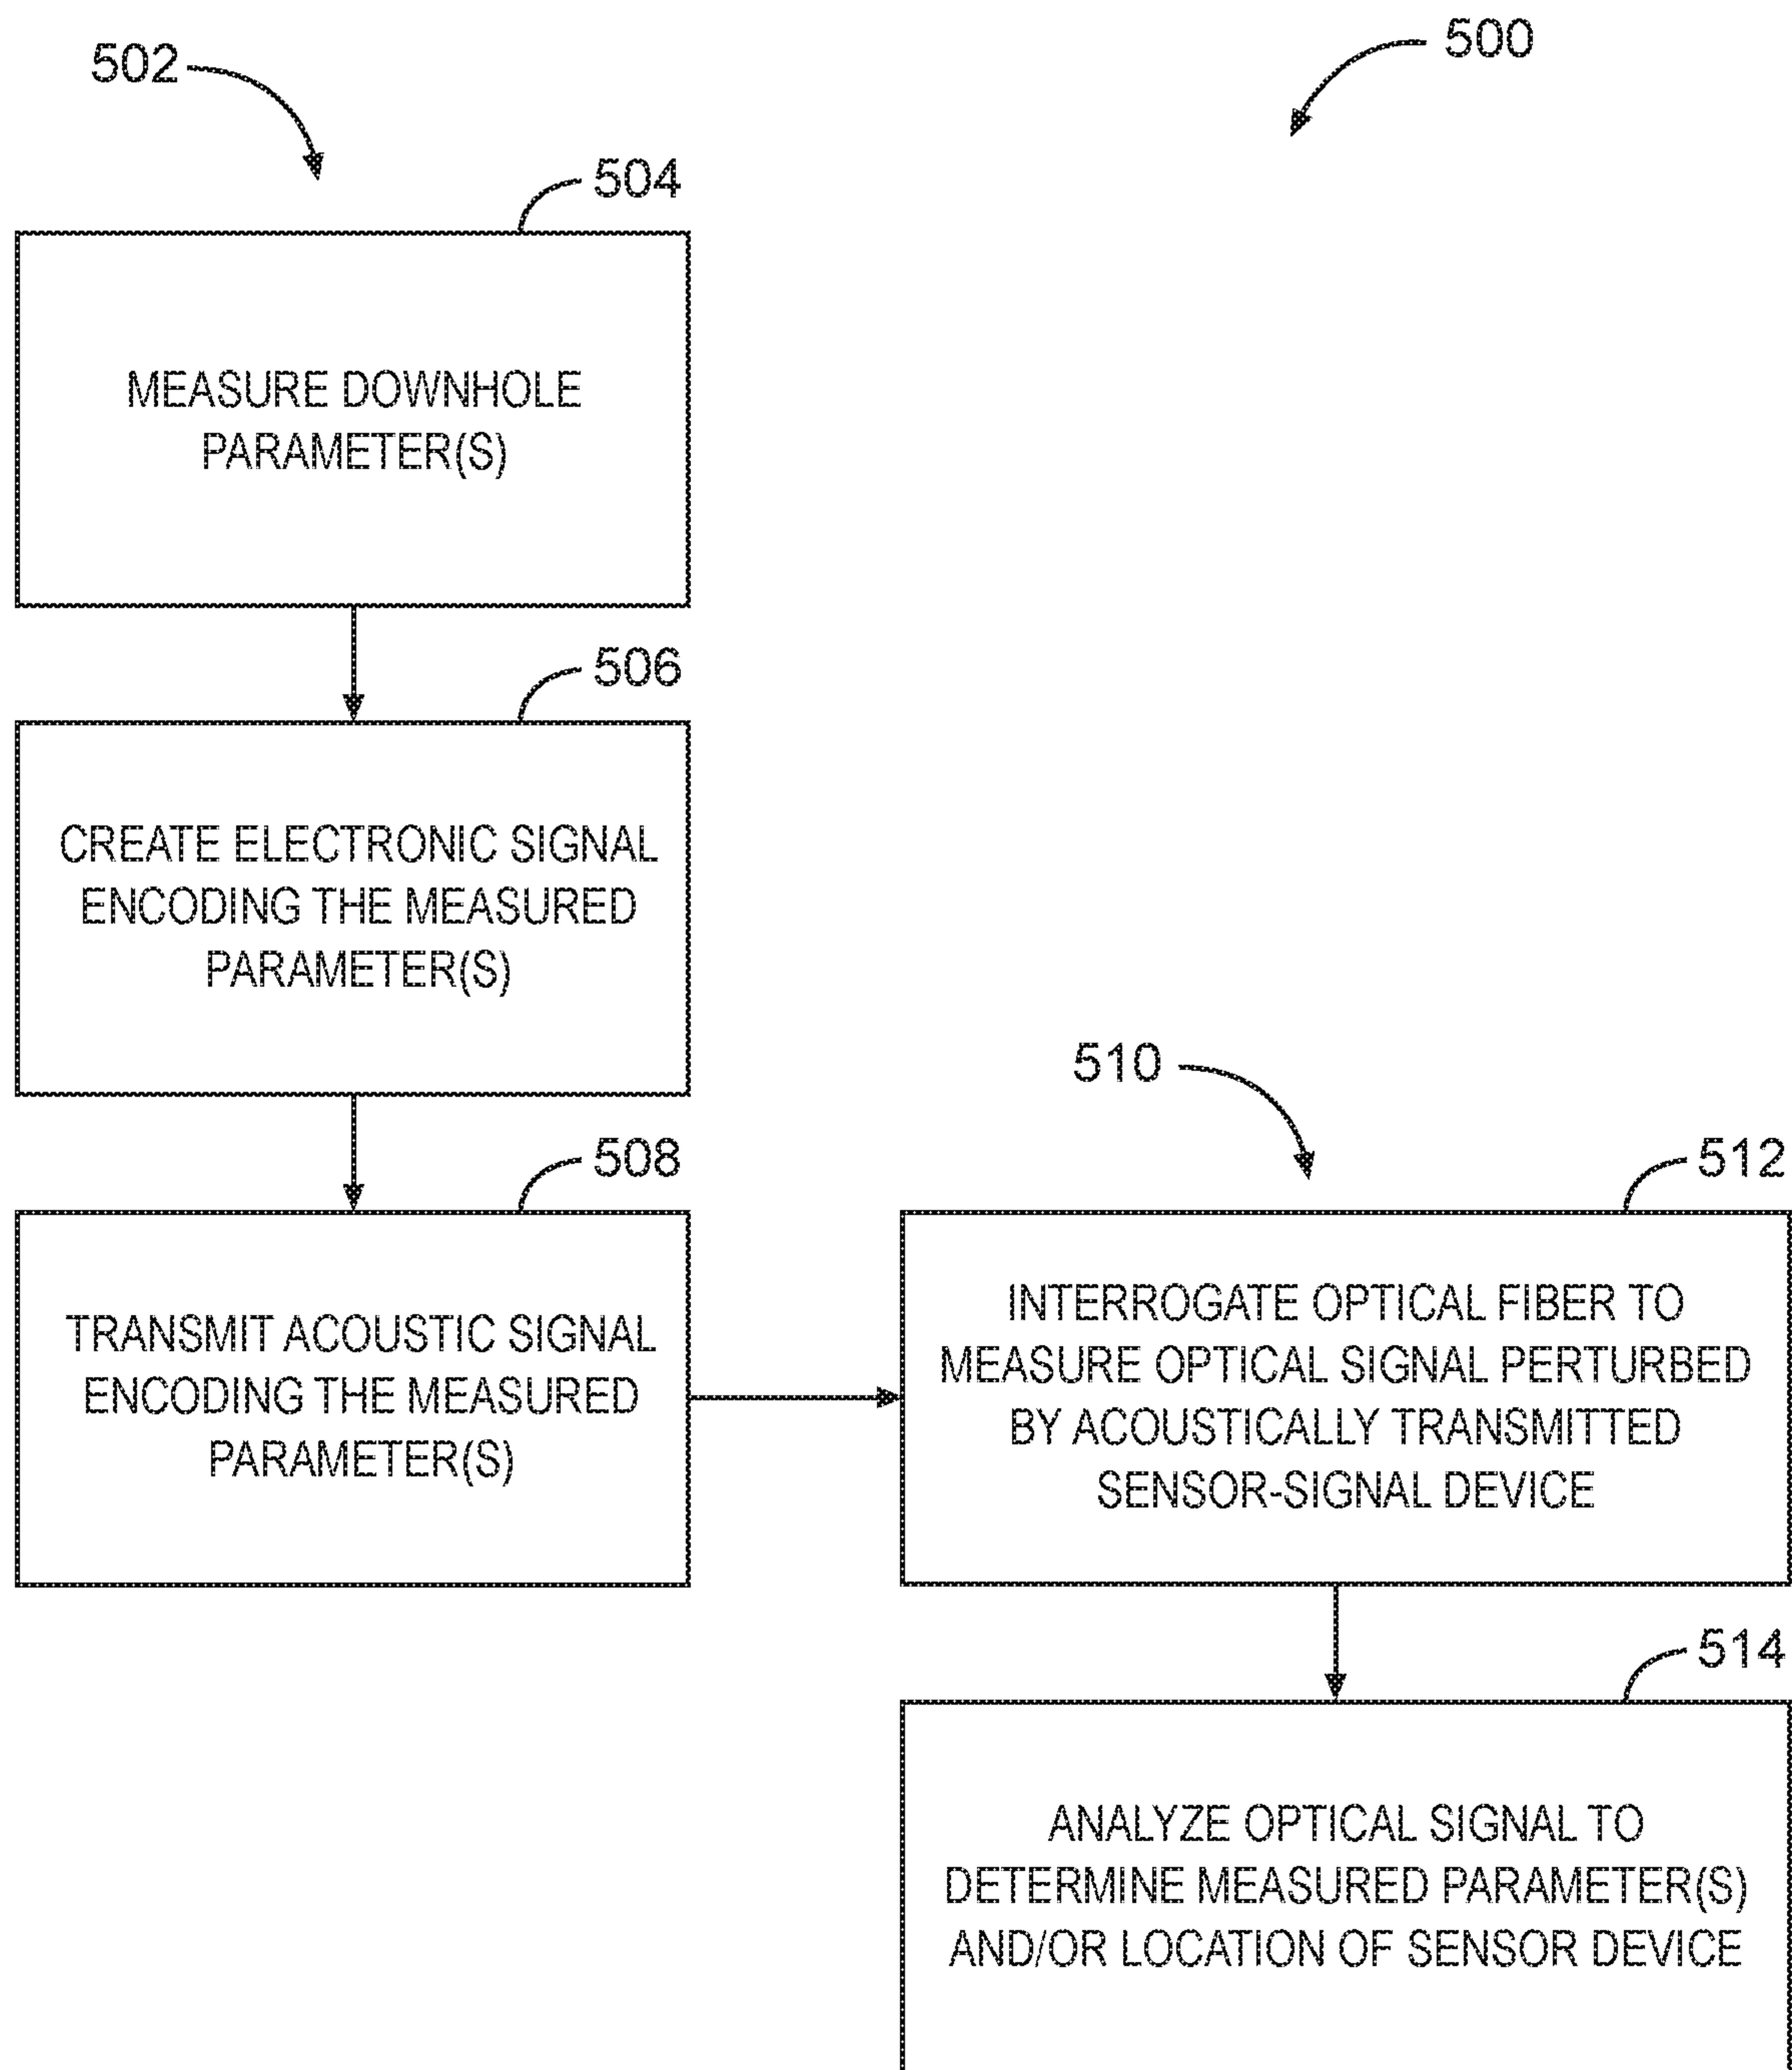 502
500
504
MEASURE DOWNHOLE
PARAMETER(S)
506
CREATE ELECTRONIC SIGNAL
ENCODING THE MEASURED
PARAMETER(S)
508
TRANSMIT ACOUSTIC SIGNAL
ENCODING THE MEASURED
PARAMETER(S)
510
512
INTERROGATE OPTICAL FIBER TO
MEASURE OPTICAL SIGNAL PERTURBED
BY ACOUSTICALLY TRANSMITTED
SENSOR-SIGNAL DEVICE
514
ANALYZE OPTICAL SIGNAL TO
DETERMINE MEASURED PARAMETER(S)
AND/OR LOCATION OF SENSOR DEVICE